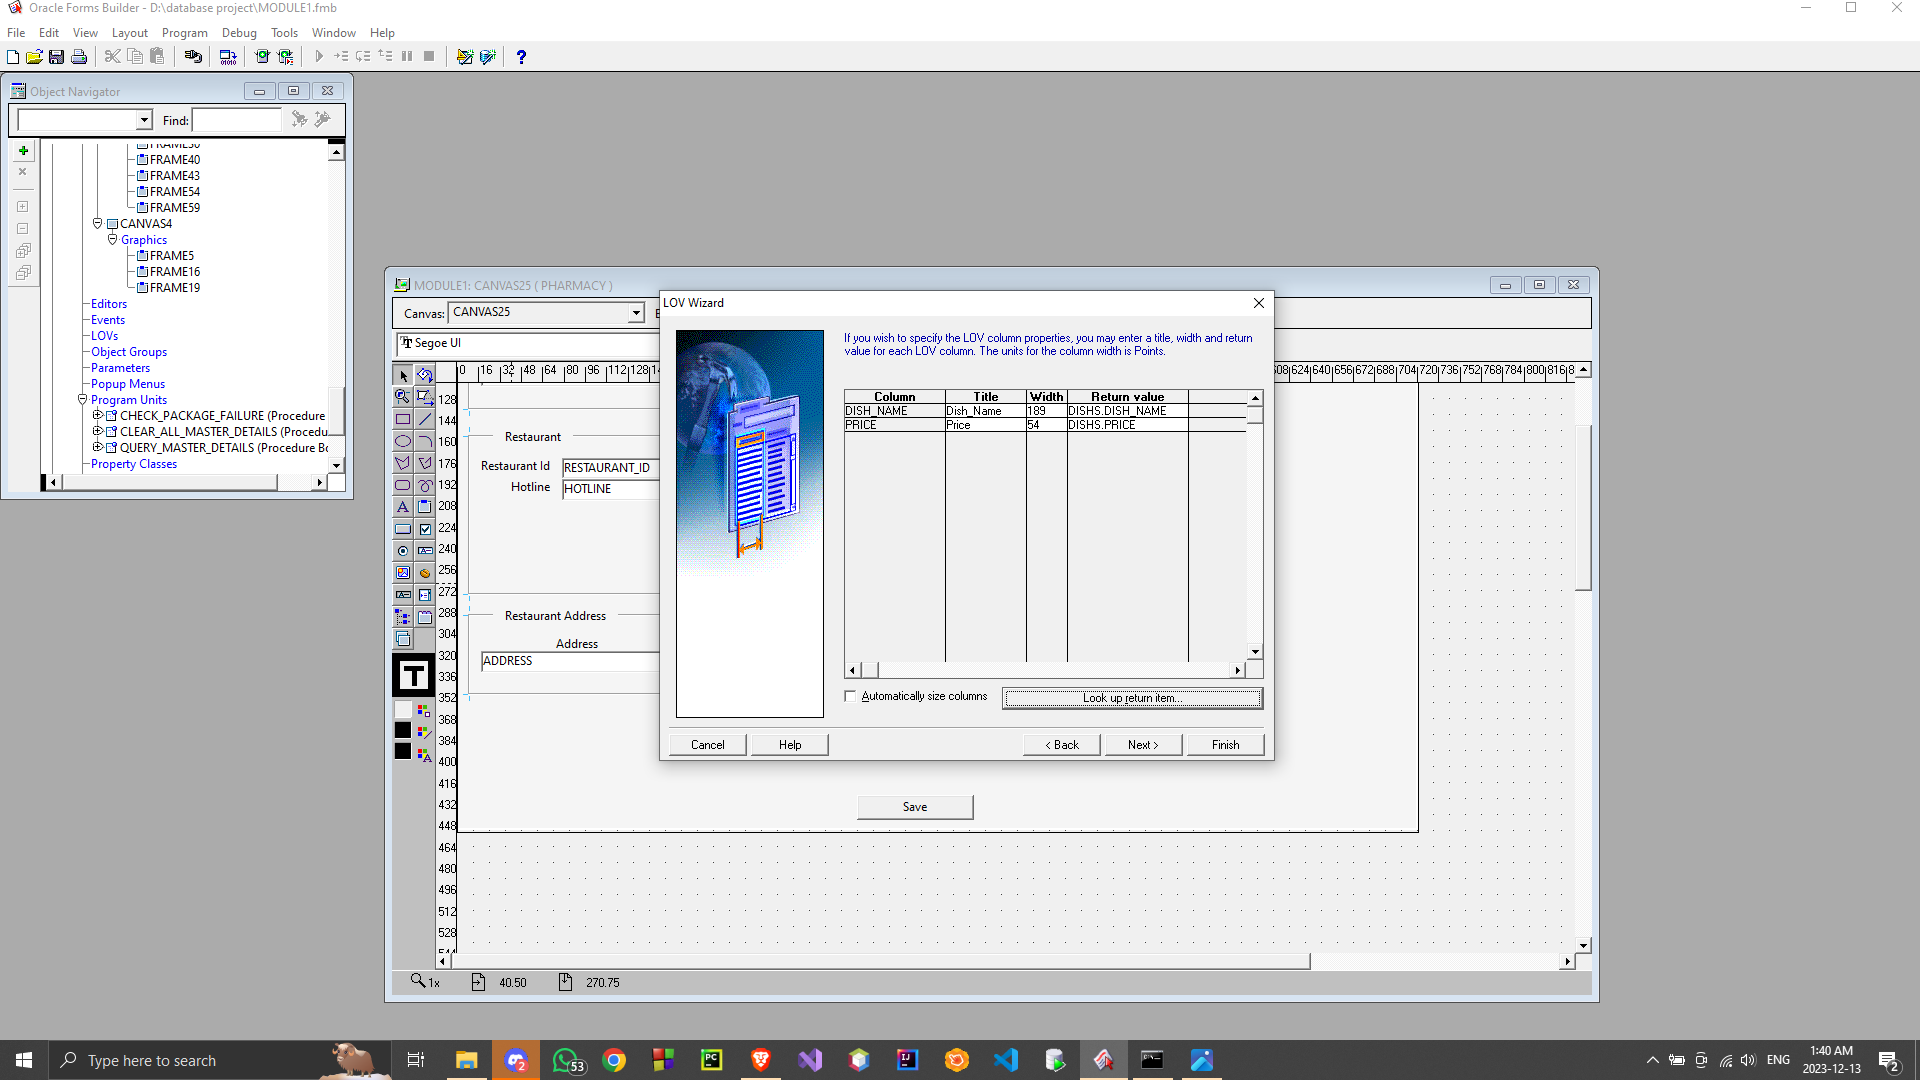 Oracle Forms Builder - D:\database project\MODULE1.fmb
File Edit View Layout Program Debug Tools Window Help
Object Navigator
Find:
FRAME40
FRAME43
FRAME54
FRAME59
CANVAS4
Graphics
FRAME5
FRAME16
FRAME19
Editors
Events
LOVs
Object Groups
Parameters
Popup Menus
Program Units
CHECK_PACKAGE_FAILURE (Procedure
CLEAR_ALL_MASTER_DETAILS (Procedu
QUERY_MASTER_DETAILS (Procedure Bo
Property Classes
MODULE1: CANVAS25 ( PHARMACY )
Canvas: CANVAS25
Segoe UI
0 16 32 48 64 80 96 112 128
624 640 656 672 688 704 720 736 752 768 784 800 816
128
144
160
176
192
208
224
240
256
272
288
304
320
336
352
368
384
400
416
432
448
464
480
496
512
528
Restaurant
Restaurant Id RESTAURANT_ID
Hotline HOTLINE
Restaurant Address
Address
ADDRESS
Save
1x 40.50 270.75
LOV Wizard
If you wish to specify the LOV column properties, you may enter a title, width and return
value for each LOV column. The units for the column width is Points.
Column Title Width Return value
DISH_NAME Dish_Name 189 DISHS.DISH_NAME
PRICE Price 54 DISHS.PRICE
Automatically size columns
Look up return item...
Cancel Help < Back Next > Finish
Type here to search
2
53
PC
IJ
ENG
1:40 AM
2023-12-13
2